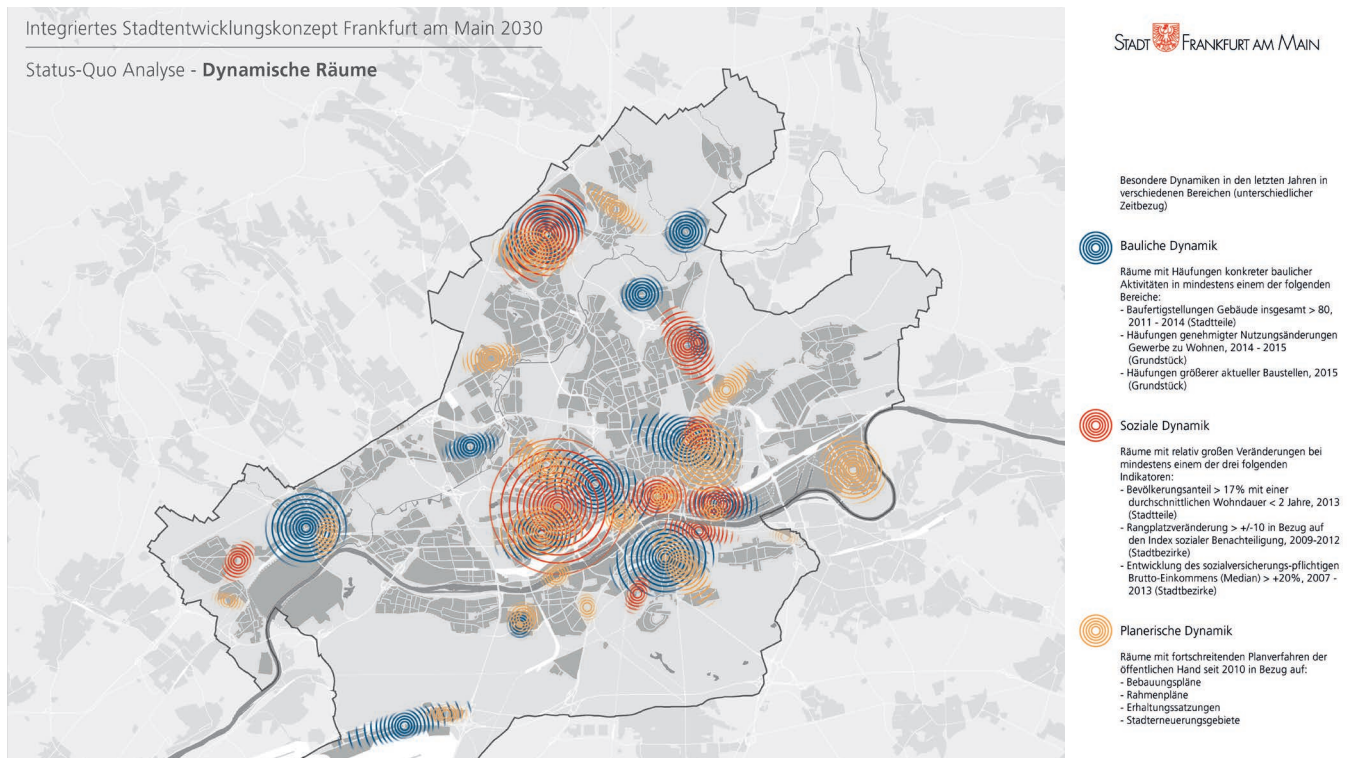 Integriertes Stadtentwicklungskonzept Frankfurt am Main 2030
Status-Quo Analyse - Dynamische Räume
STADT FRANKFURT AM MAIN
Besondere Dynamiken in den letzten Jahren in
verschiedenen Bereichen (unterschiedlicher
Zeitbezug)
Bauliche Dynamik
Räume mit Häufungen konkreter baulicher
Aktivitäten in mindestens einem der folgenden
Bereiche:
- Baufertigstellungen Gebäude insgesamt > 80,
2011 - 2014 (Stadtteile)
- Häufungen genehmigter Nutzungsänderungen
Gewerbe zu Wohnen, 2014 - 2015
(Grundstück)
- Häufungen größerer aktueller Baustellen, 2015
(Grundstück)
Soziale Dynamik
Räume mit relativ großen Veränderungen bei
mindestens einem der drei folgenden
Indikatoren:
- Bevölkerungsanteil > 17% mit einer
durchschnittlichen Wohndauer < 2 Jahre, 2013
(Stadtteile)
- Rangplatzveränderung > +/-10 in Bezug auf
den Index sozialer Benachteiligung, 2009-2012
(Stadtbezirke)
- Entwicklung des sozialversicherungs-pflichtigen
Brutto-Einkommens (Median) > +20%, 2007 -
2013 (Stadtbezirke)
Planerische Dynamik
Räume mit fortschreitenden Planverfahren der
öffentlichen Hand seit 2010 in Bezug auf:
- Bebauungspläne
- Rahmenpläne
- Erhaltungssatzungen
- Stadterneuerungsgebiete